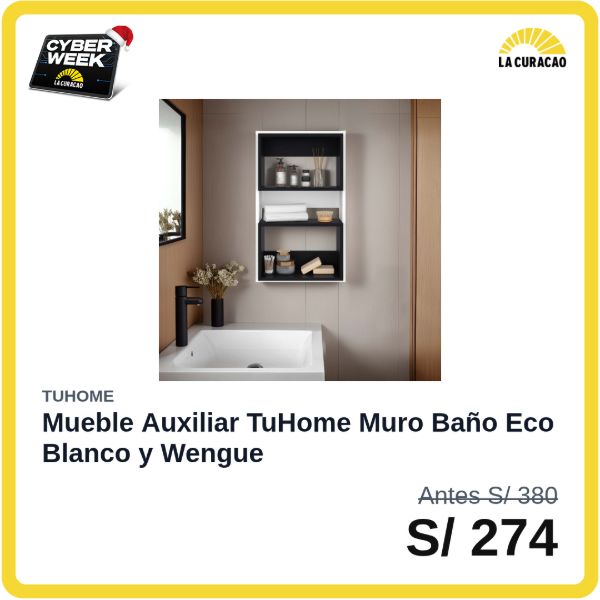 CYBER
WEEK
LA CURACAO
LA CURACAO
TUHOME
Mueble Auxiliar TuHome Muro Baño Eco
Blanco y Wengue
Antes S/ 380
S/ 274